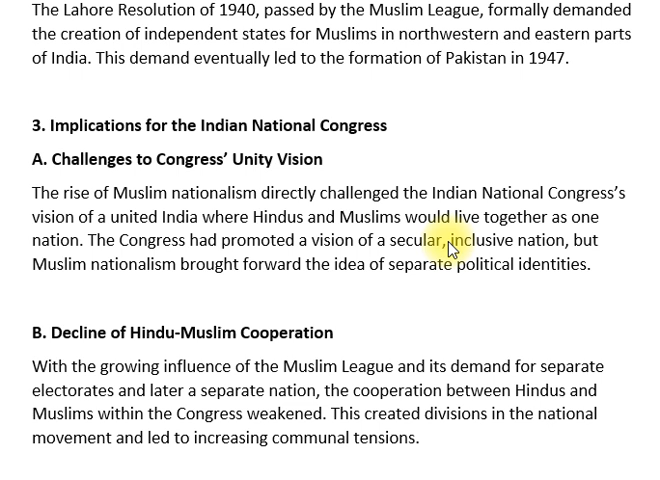 The Lahore Resolution of 1940, passed by the Muslim League, formally demanded
the creation of independent states for Muslims in northwestern and eastern parts
of India. This demand eventually led to the formation of Pakistan in 1947.
3. Implications for the Indian National Congress
A. Challenges to Congress’ Unity Vision
The rise of Muslim nationalism directly challenged the Indian National Congress’s
vision of a united India where Hindus and Muslims would live together as one
nation. The Congress had promoted a vision of a secular, inclusive nation, but
Muslim nationalism brought forward the idea of separate political identities.
B. Decline of Hindu-Muslim Cooperation
With the growing influence of the Muslim League and its demand for separate
electorates and later a separate nation, the cooperation between Hindus and
Muslims within the Congress weakened. This created divisions in the national
movement and led to increasing communal tensions.